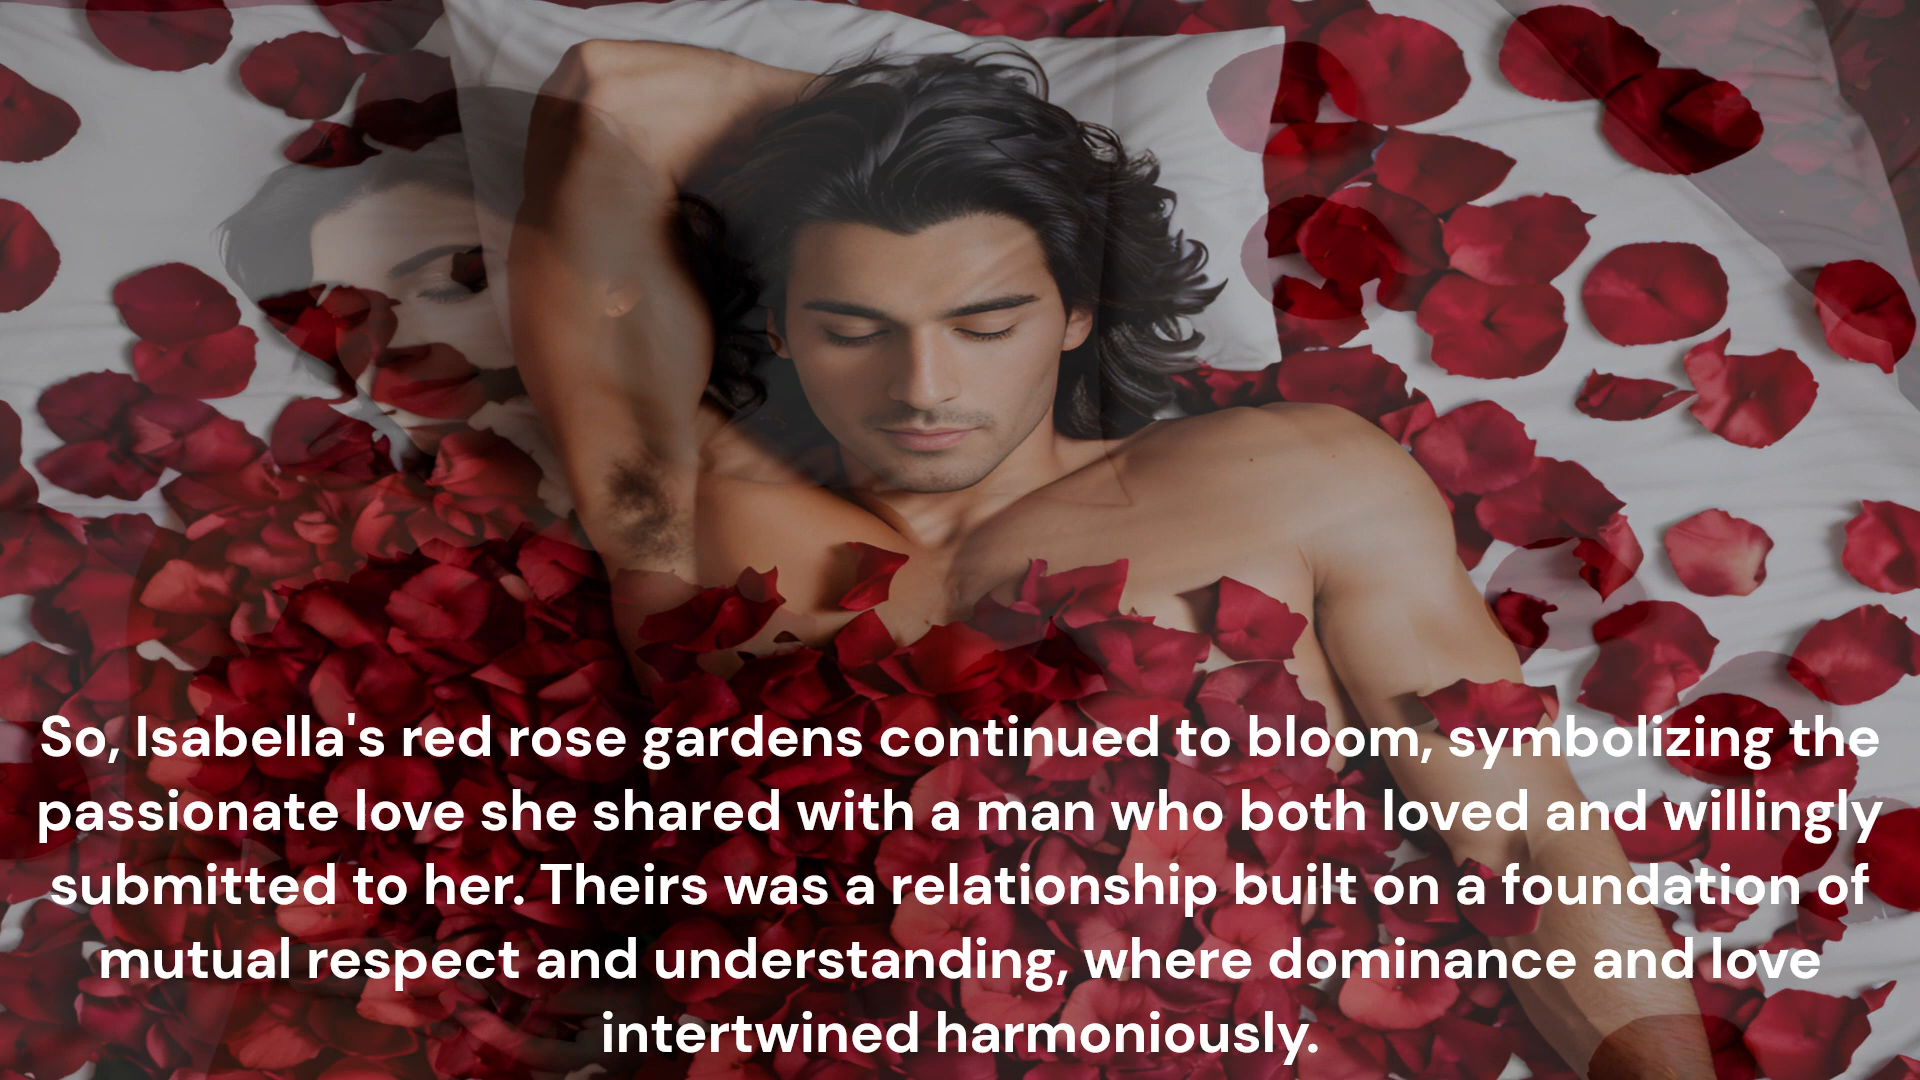 So, Isabella's red rose gardens continued to bloom, symbolizing the
passionate love she shared with a man who both loved and willingly
submitted to her. Theirs was a relationship built on a foundation of
mutual respect and understanding, where dominance and love
intertwined harmoniously.